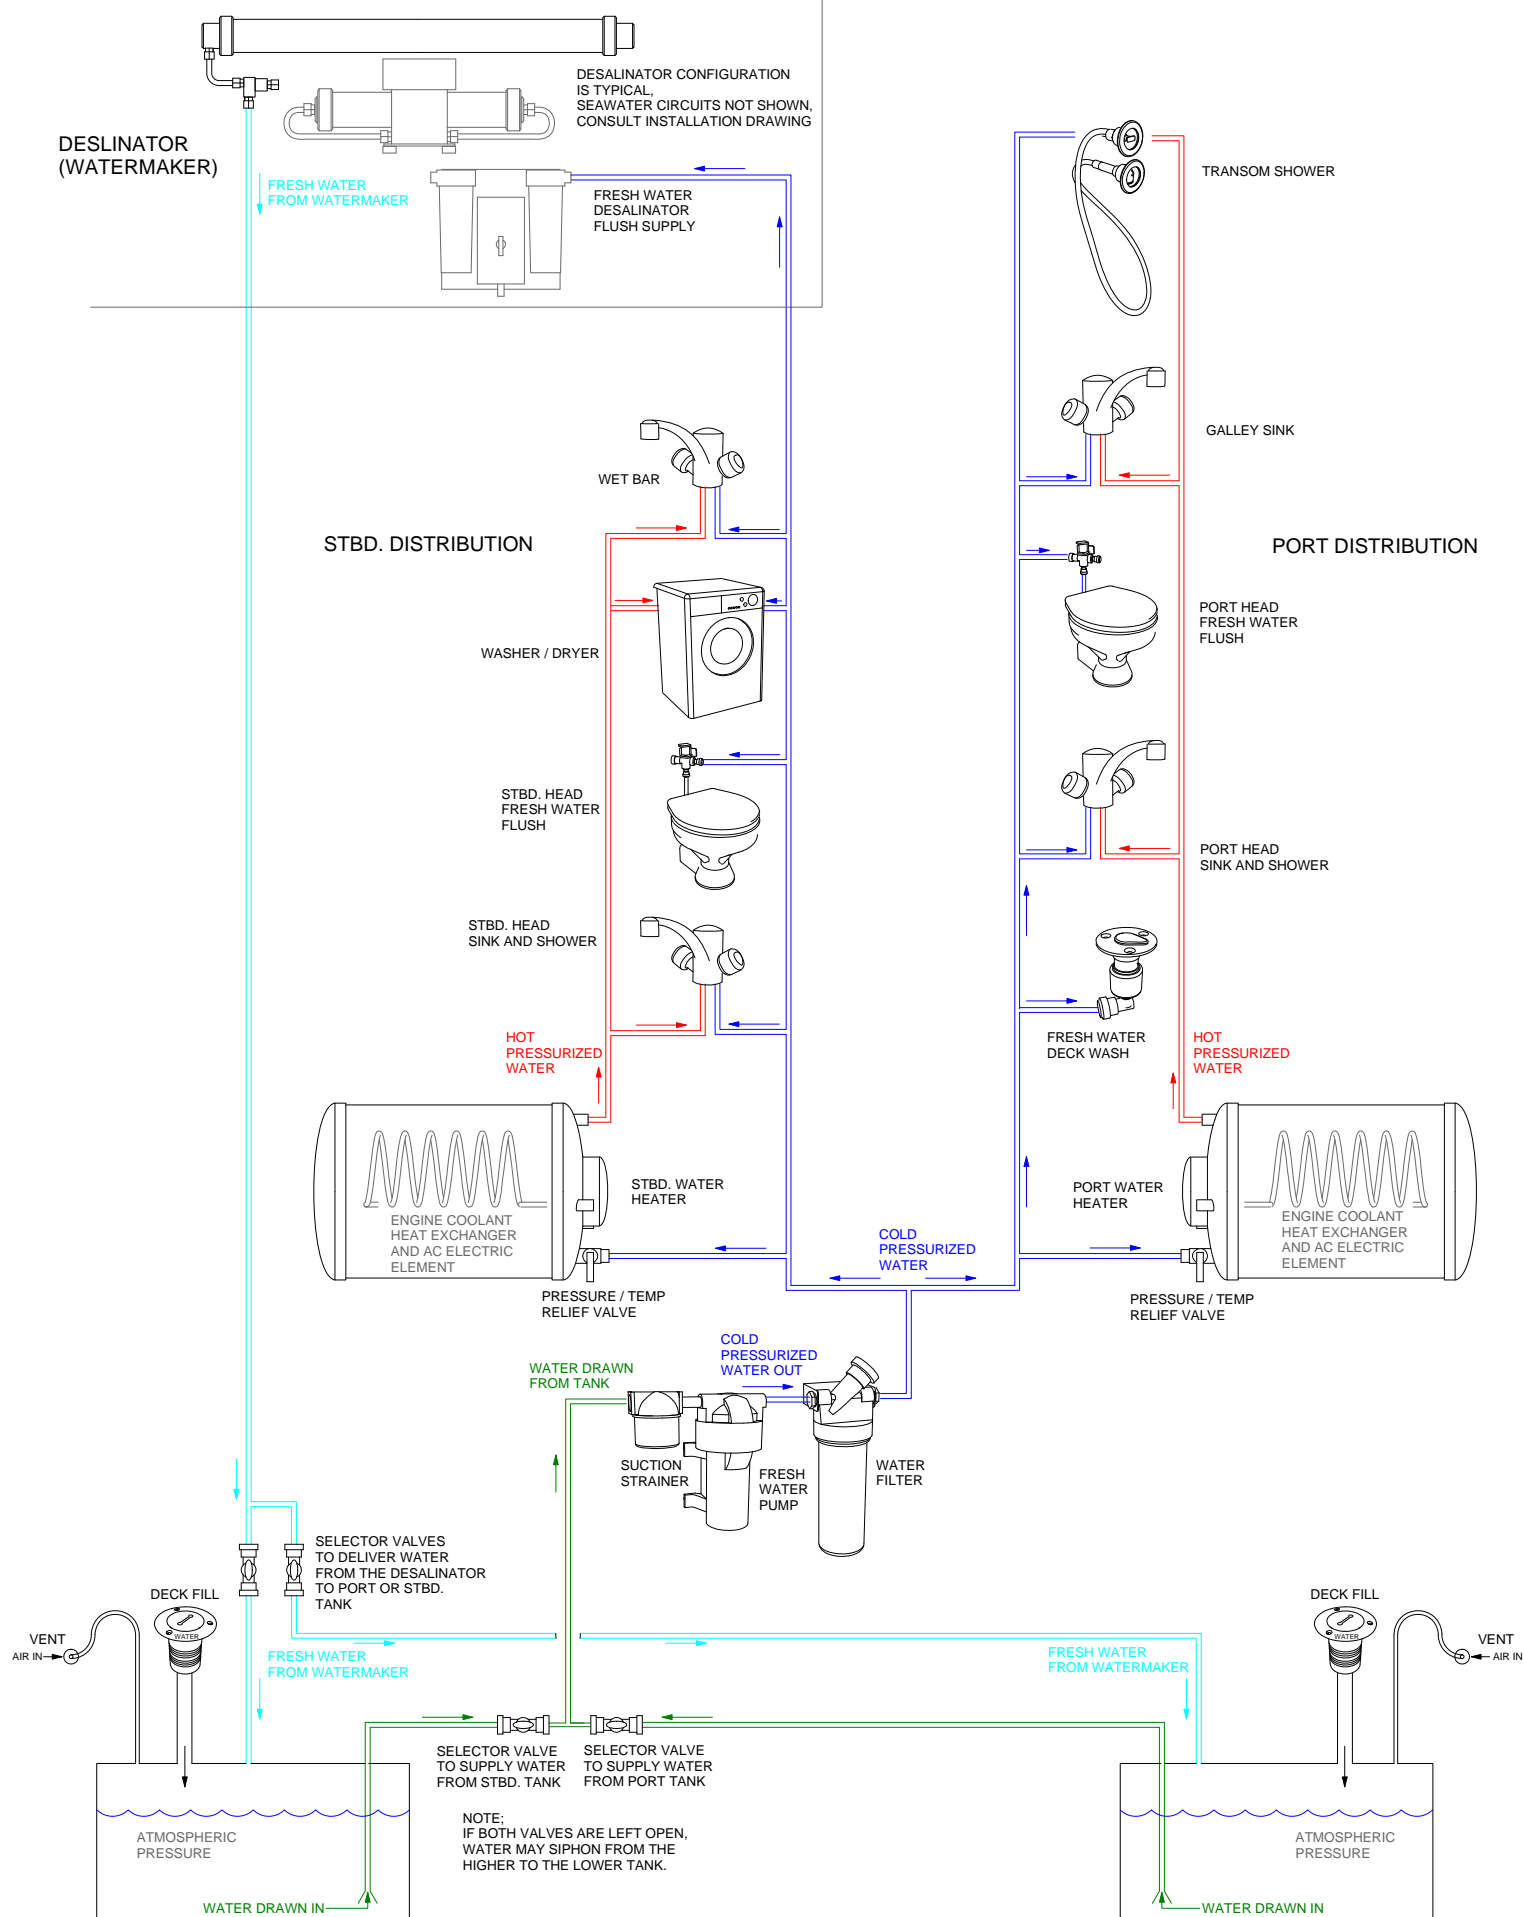 DESALINATOR CONFIGURATION
IS TYPICAL,
SEAWATER CIRCUITS NOT SHOWN,
CONSULT INSTALLATION DRAWING
DESLINATOR
(WATERMAKER)
FRESH WATER
FROM WATERMAKER
FRESH WATER
DESALINATOR
FLUSH SUPPLY
TRANSOM SHOWER
GALLEY SINK
WET BAR
STBD. DISTRIBUTION
PORT DISTRIBUTION
PORT HEAD
FRESH WATER
FLUSH
WASHER / DRYER
STBD. HEAD
FRESH WATER
FLUSH
PORT HEAD
SINK AND SHOWER
STBD. HEAD
SINK AND SHOWER
HOT
PRESSURIZED
WATER
FRESH WATER
DECK WASH
HOT
PRESSURIZED
WATER
STBD. WATER
HEATER
PORT WATER
HEATER
ENGINE COOLANT
HEAT EXCHANGER
AND AC ELECTRIC
ELEMENT
ENGINE COOLANT
HEAT EXCHANGER
AND AC ELECTRIC
ELEMENT
COLD
PRESSURIZED
WATER
PRESSURE / TEMP
RELIEF VALVE
PRESSURE / TEMP
RELIEF VALVE
COLD
PRESSURIZED
WATER OUT
WATER DRAWN
FROM TANK
SUCTION
STRAINER
FRESH
WATER
PUMP
WATER
FILTER
SELECTOR VALVES
TO DELIVER WATER
FROM THE DESALINATOR
TO PORT OR STBD.
TANK
DECK FILL
WATER
VENT
AIR IN
DECK FILL
WATER
VENT
AIR IN
FRESH WATER
FROM WATERMAKER
FRESH WATER
FROM WATERMAKER
SELECTOR VALVE
TO SUPPLY WATER
FROM STBD. TANK
SELECTOR VALVE
TO SUPPLY WATER
FROM PORT TANK
NOTE;
IF BOTH VALVES ARE LEFT OPEN,
WATER MAY SIPHON FROM THE
HIGHER TO THE LOWER TANK.
ATMOSPHERIC
PRESSURE
ATMOSPHERIC
PRESSURE
WATER DRAWN IN
WATER DRAWN IN